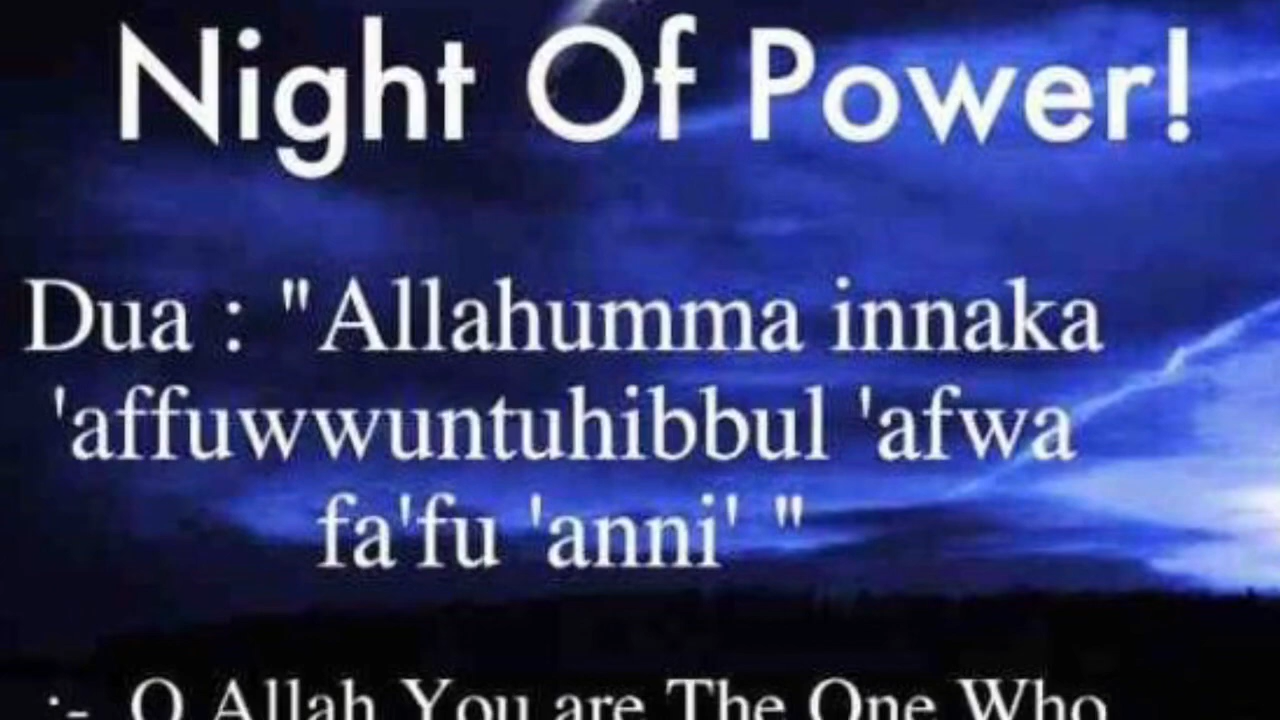 Night Of Power!
Dua : "Allahumma innaka
'affuwwuntuhibbul 'afwa
fa'fu 'anni' "
:- O Allah You are The One Who